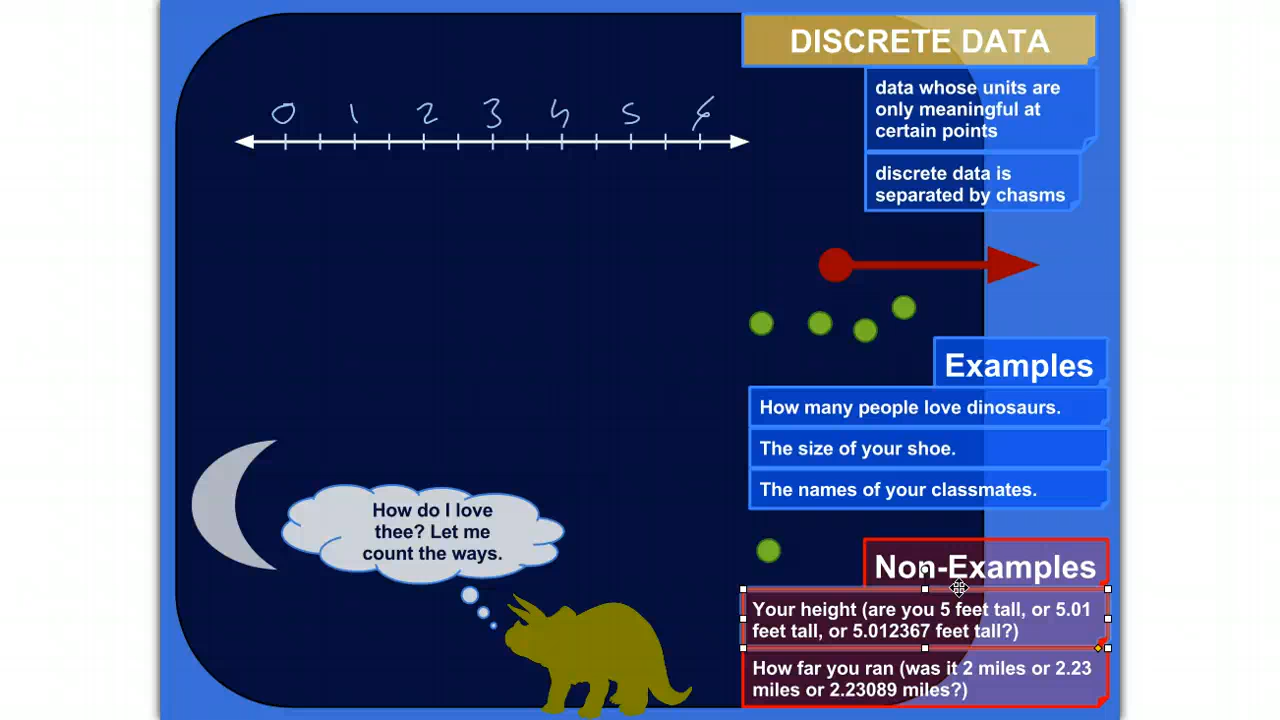 DISCRETE DATA
data whose units are
only meaningful at
certain points
discrete data is
separated by chasms
0 1 2 3 4 5 6
Examples
How many people love dinosaurs.
The size of your shoe.
The names of your classmates.
How do I love
thee? Let me
count the ways.
Non-Examples
Your height (are you 5 feet tall, or 5.01
feet tall, or 5.012367 feet tall?)
How far you ran (was it 2 miles or 2.23
miles or 2.23089 miles?)